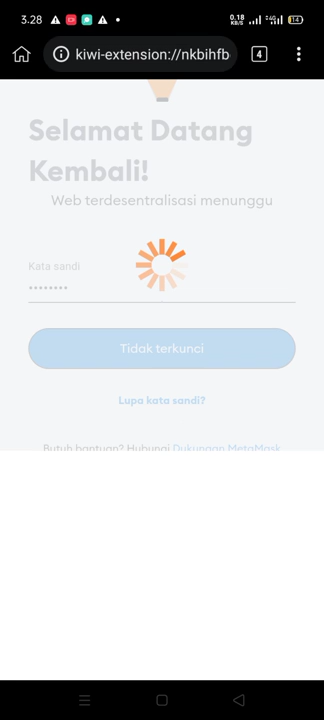 3.28
0.18
KB/S
4G
14
kiwi-extension://nkbihfb
4
Selamat Datang
Kembali!
Web terdesentralisasi menunggu
Kata sandi
Tidak terkunci
Lupa kata sandi?
Butuh bantuan? Hubungi Dukungan MetaMask